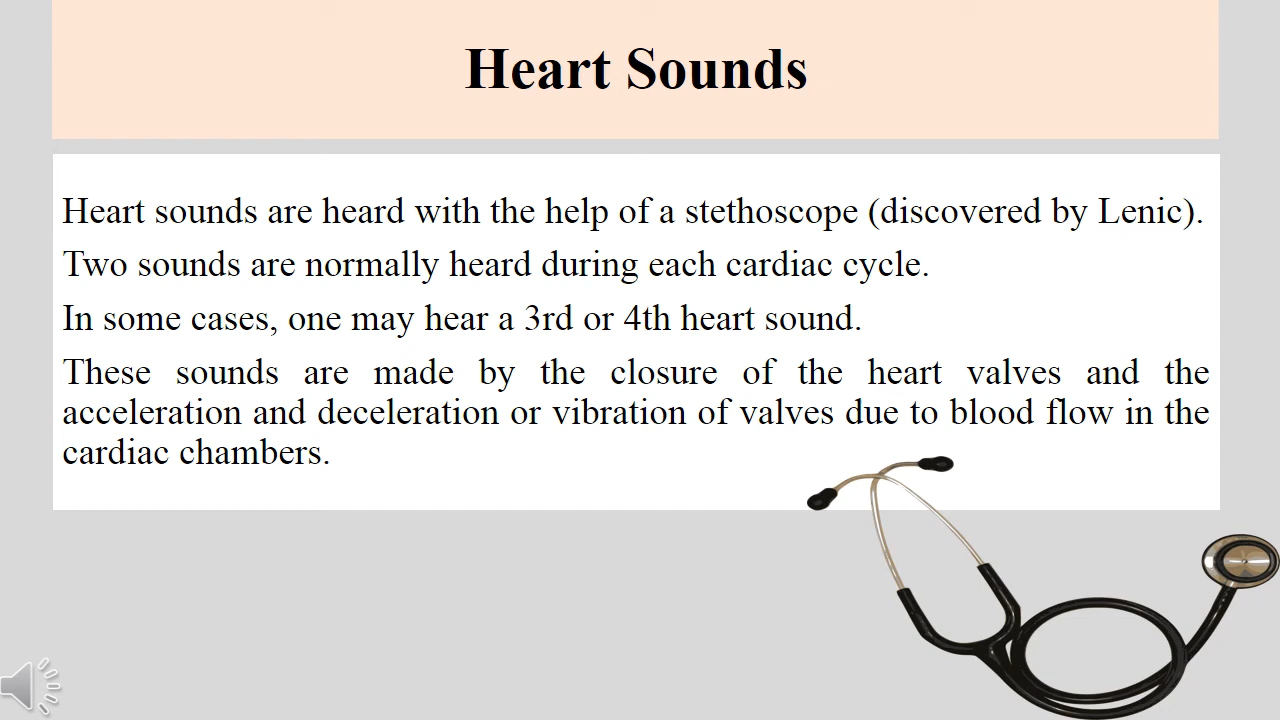 Heart Sounds
Heart sounds are heard with the help of a stethoscope (discovered by Lenic).
Two sounds are normally heard during each cardiac cycle.
In some cases, one may hear a 3rd or 4th heart sound.
These sounds are made by the closure of the heart valves and the
acceleration and deceleration or vibration of valves due to blood flow in the
cardiac chambers.